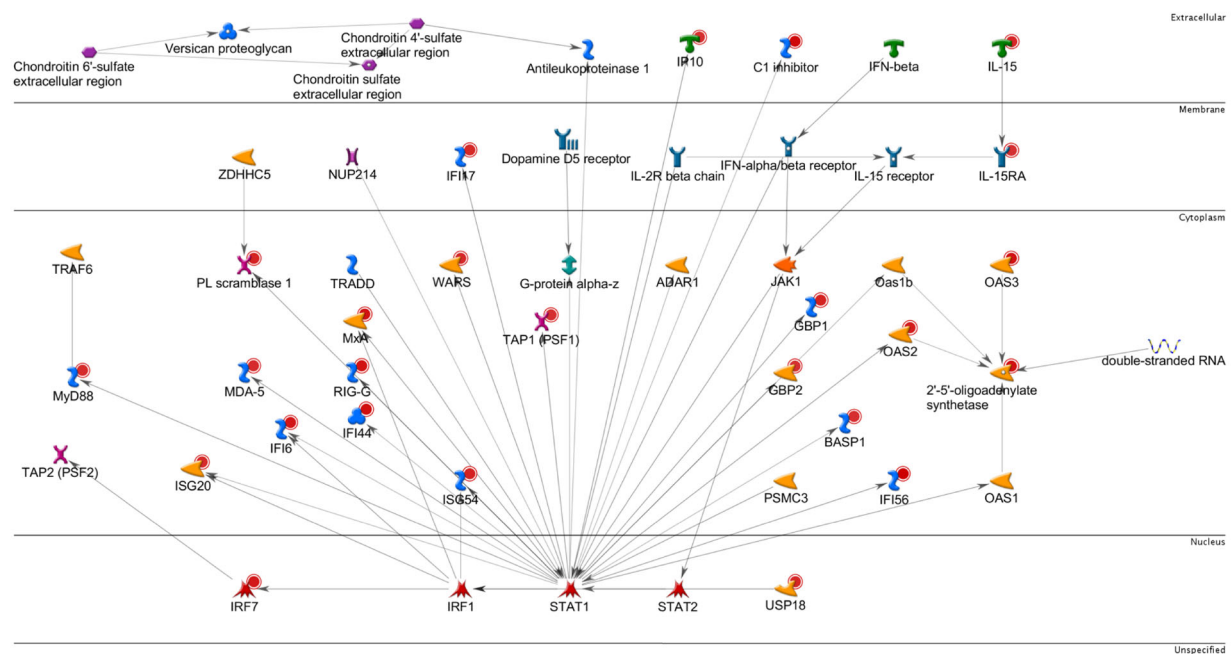 Extracellular
Versican proteoglycan
Chondroitin 4'-sulfate
extracellular region
Chondroitin 6'-sulfate
extracellular region
Chondroitin sulfate
extracellular region
Antileukoproteinase 1
IP10
C1 inhibitor
IFN-beta
IL-15
Membrane
ZDHHC5
NUP214
IFI17
Dopamine D5 receptor
IL-2R beta chain
IFN-alpha/beta receptor
IL-15 receptor
IL-15RA
Cytoplasm
TRAF6
PL scramblase 1
TRADD
WARS
G-protein alpha-z
ADAR1
JAK1
Oas1b
OAS3
MxA
TAP1 (PSF1)
GBP1
OAS2
double-stranded RNA
MyD88
MDA-5
RIG-G
GBP2
2'-5'-oligoadenylate
synthetase
IFI6
IFI44
BASP1
TAP2 (PSF2)
ISG20
ISG54
PSMC3
IFI56
OAS1
Nucleus
IRF7
IRF1
STAT1
STAT2
USP18
Unspecified